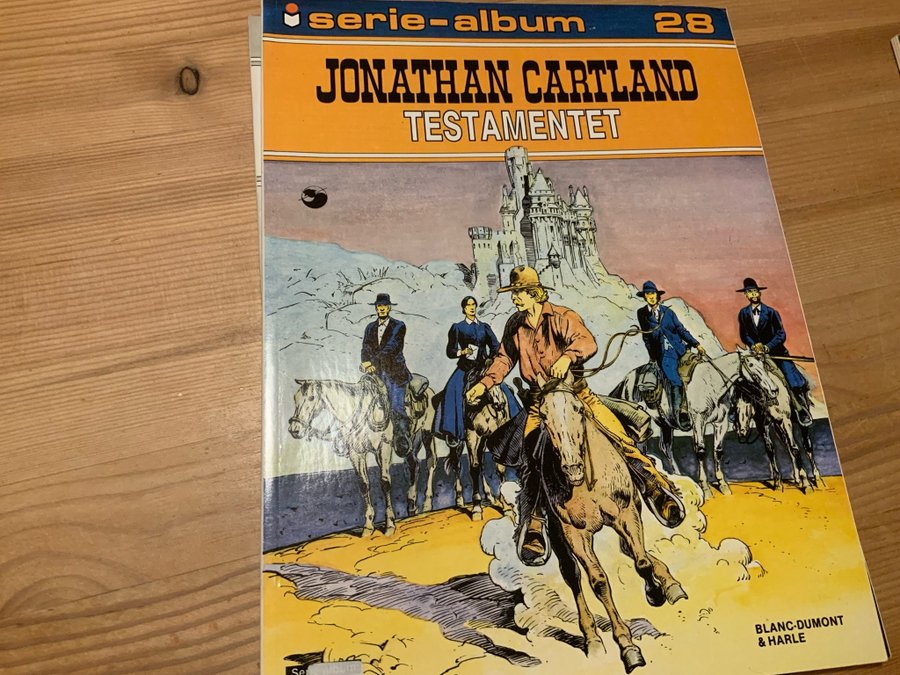 serie-album 28
JONATHAN CARTLAND
TESTAMENTET
BLANC-DUMONT
& HARLE